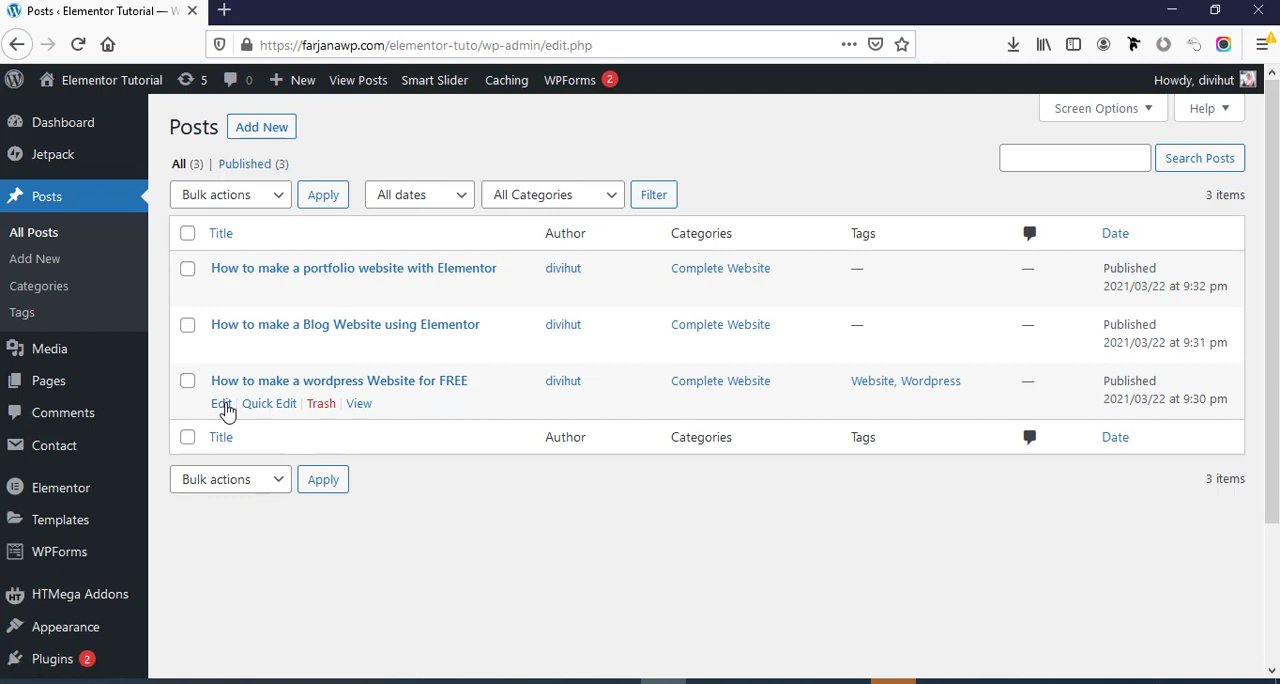 Posts ‹ Elementor Tutorial —
https://farjanawp.com/elementor-tuto/wp-admin/edit.php
Elementor Tutorial 5 0 New View Posts Smart Slider Caching WPForms 2 Howdy, divihut
Dashboard
Jetpack
Posts
All Posts
Add New
Categories
Tags
Media
Pages
Comments
Contact
Elementor
Templates
WPForms
HTMega Addons
Appearance
Plugins 2
Screen Options Help
Posts Add New
All (3) | Published (3)
Search Posts
Bulk actions Apply All dates All Categories Filter 3 items
Title Author Categories Tags Date
How to make a portfolio website with Elementor divihut Complete Website — — Published
2021/03/22 at 9:32 pm
How to make a Blog Website using Elementor divihut Complete Website — — Published
2021/03/22 at 9:31 pm
How to make a wordpress Website for FREE divihut Complete Website Website, Wordpress — Published
Edit | Quick Edit | Trash | View 2021/03/22 at 9:30 pm
Title Author Categories Tags Date
Bulk actions Apply 3 items